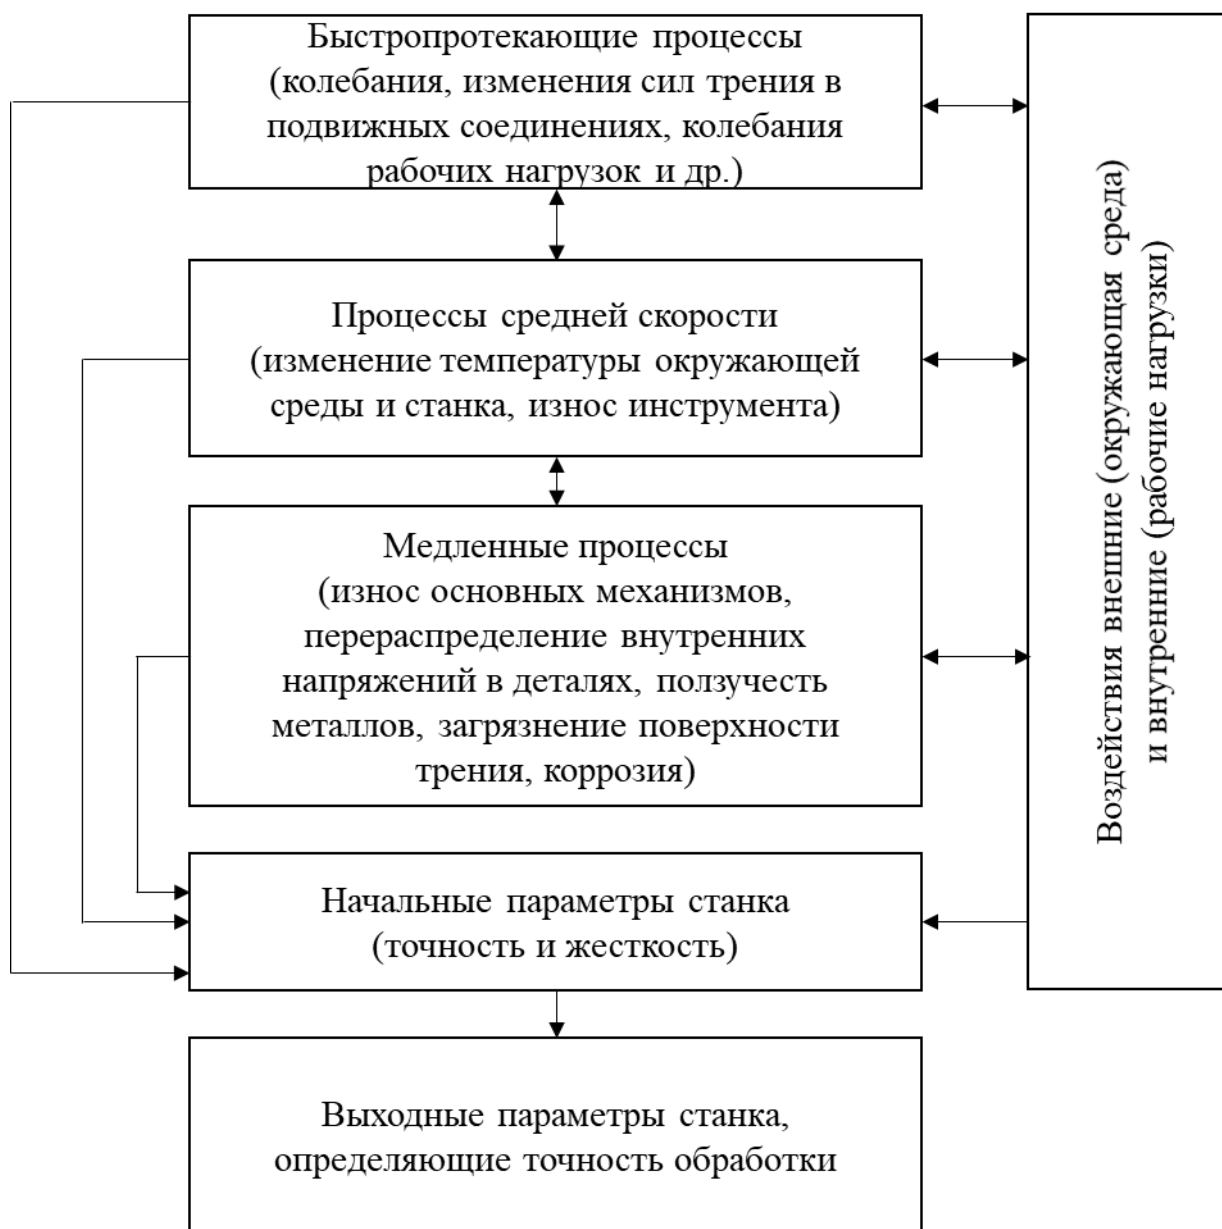 Быстропротекающие процессы
(колебания, изменения сил трения в
подвижных соединениях, колебания
рабочих нагрузок и др.)
Процессы средней скорости
(изменение температуры окружающей
среды и станка, износ инструмента)
Медленные процессы
(износ основных механизмов,
перераспределение внутренних
напряжений в деталях, ползучесть
металлов, загрязнение поверхности
трения, коррозия)
Начальные параметры станка
(точность и жесткость)
Выходные параметры станка,
определяющие точность обработки
Воздействия внешние (окружающая среда)
и внутренние (рабочие нагрузки)